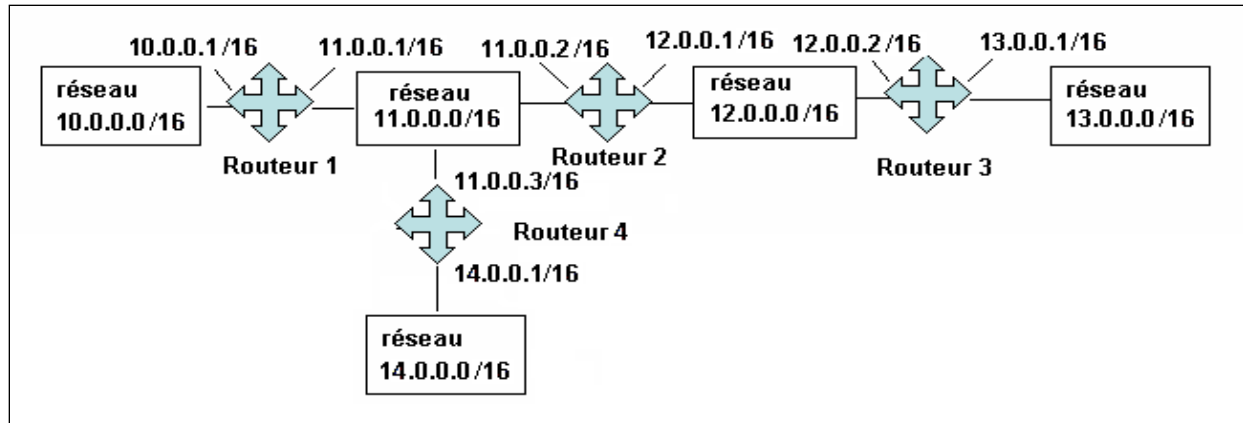 10.0.0.1/16
11.0.0.1/16
11.0.0.2/16
12.0.0.1/16
12.0.0.2/16
13.0.0.1/16
réseau
10.0.0.0/16
Routeur 1
réseau
11.0.0.0/16
Routeur 2
réseau
12.0.0.0/16
Routeur 3
réseau
13.0.0.0/16
11.0.0.3/16
Routeur 4
14.0.0.1/16
réseau
14.0.0.0/16